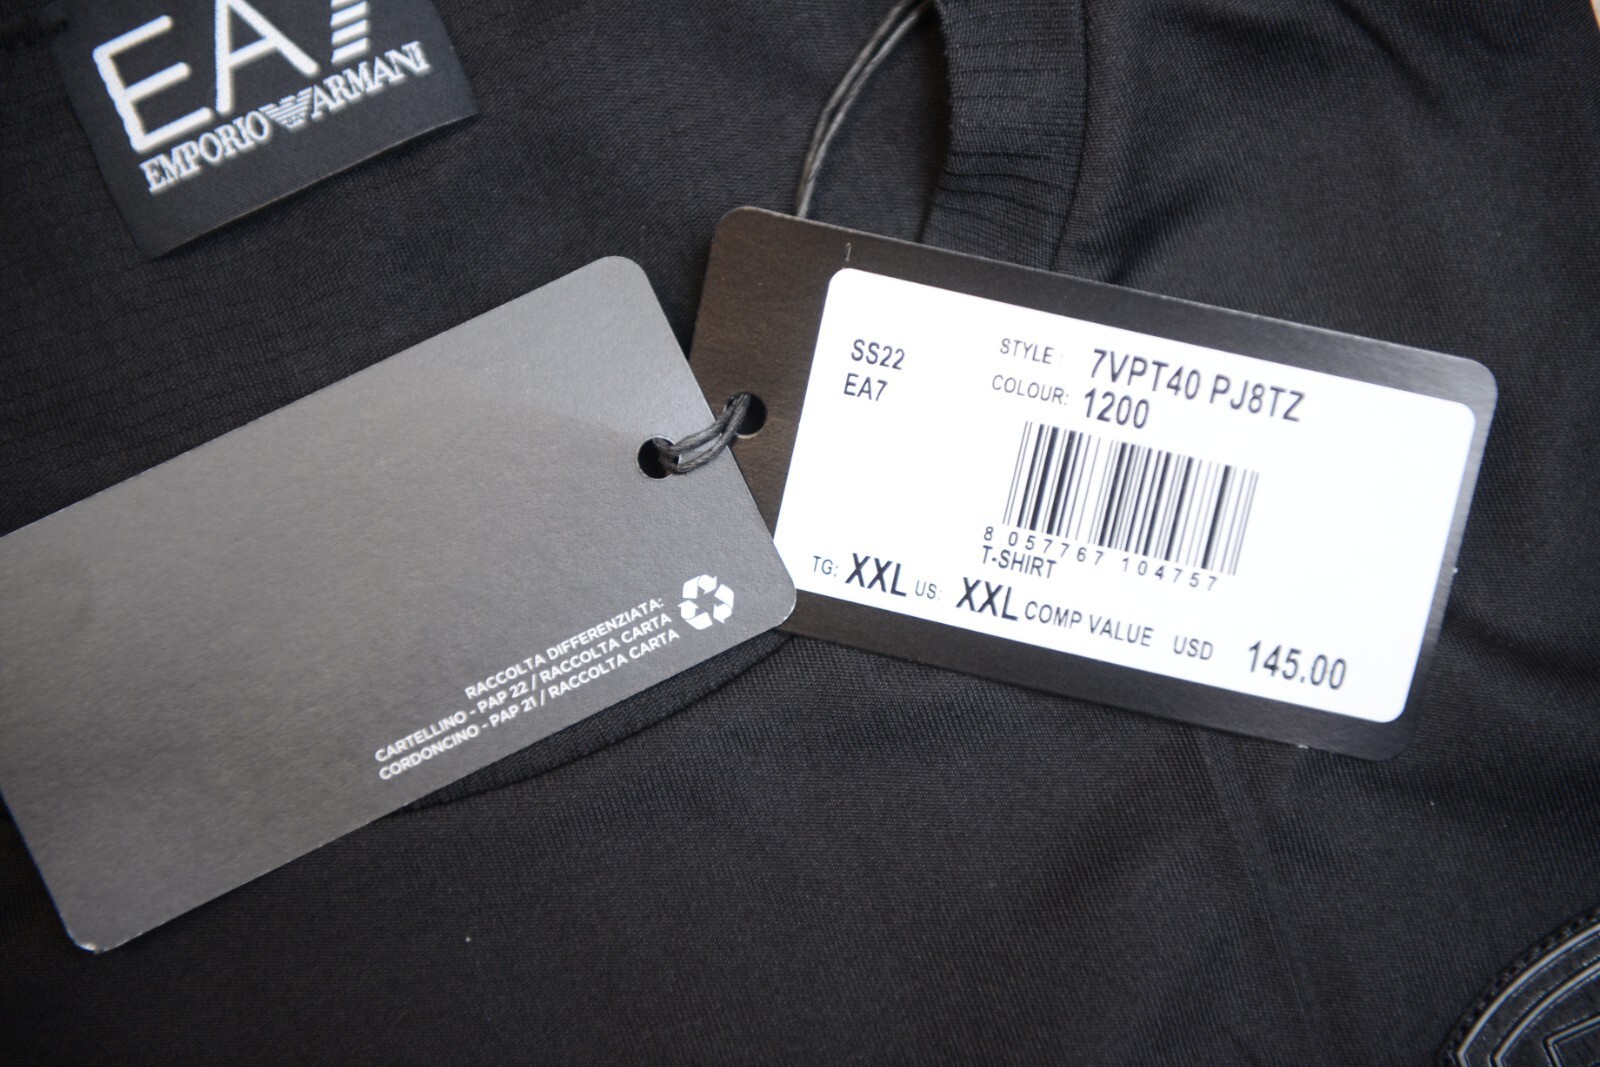 EA7
EMPORIO ARMANI
SS22
EA7
STYLE: 7VPT40 PJ8TZ
COLOUR: 1200
8 057767 104757
T-SHIRT
TG: XXL US: XXL COMP VALUE USD 145.00
RACCOLTA DIFFERENZIATA:
CARTELLINO - PAP 22 / RACCOLTA CARTA
CORDONCINO - PAP 21 / RACCOLTA CARTA